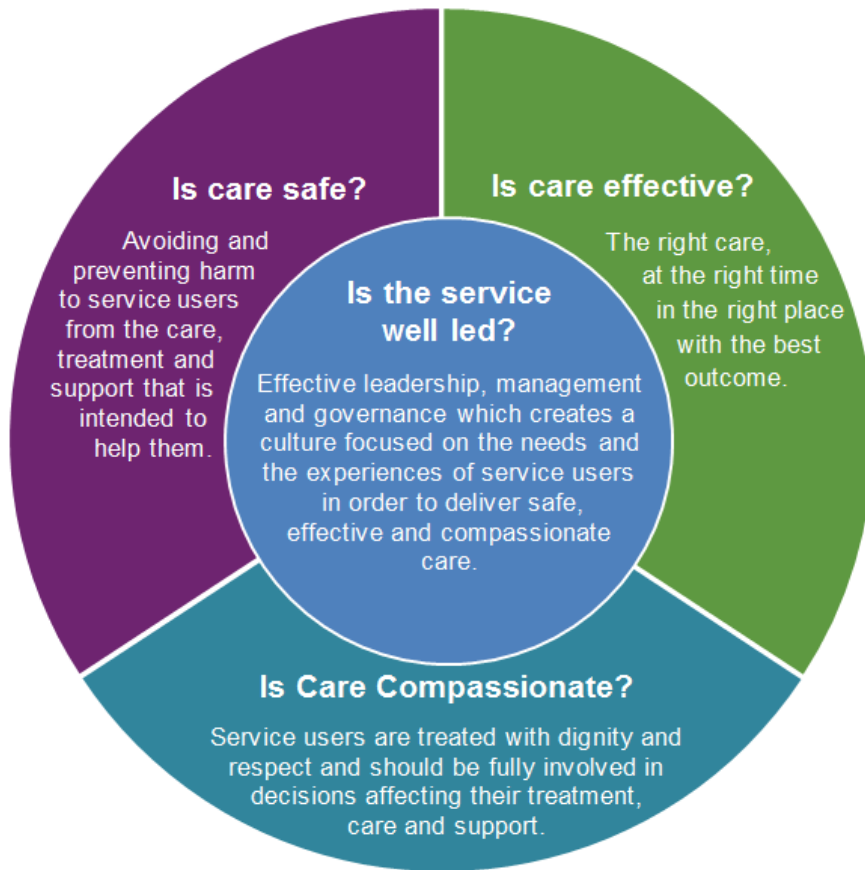 Is care safe?
Avoiding and
preventing harm
to service users
from the care,
treatment and
support that is
intended to
help them.
Is care effective?
The right care,
at the right time
in the right place
with the best
outcome.
Is the service
well led?
Effective leadership, management
and governance which creates a
culture focused on the needs and
the experiences of service users
in order to deliver safe,
effective and compassionate
care.
Is Care Compassionate?
Service users are treated with dignity and
respect and should be fully involved in
decisions affecting their treatment,
care and support.